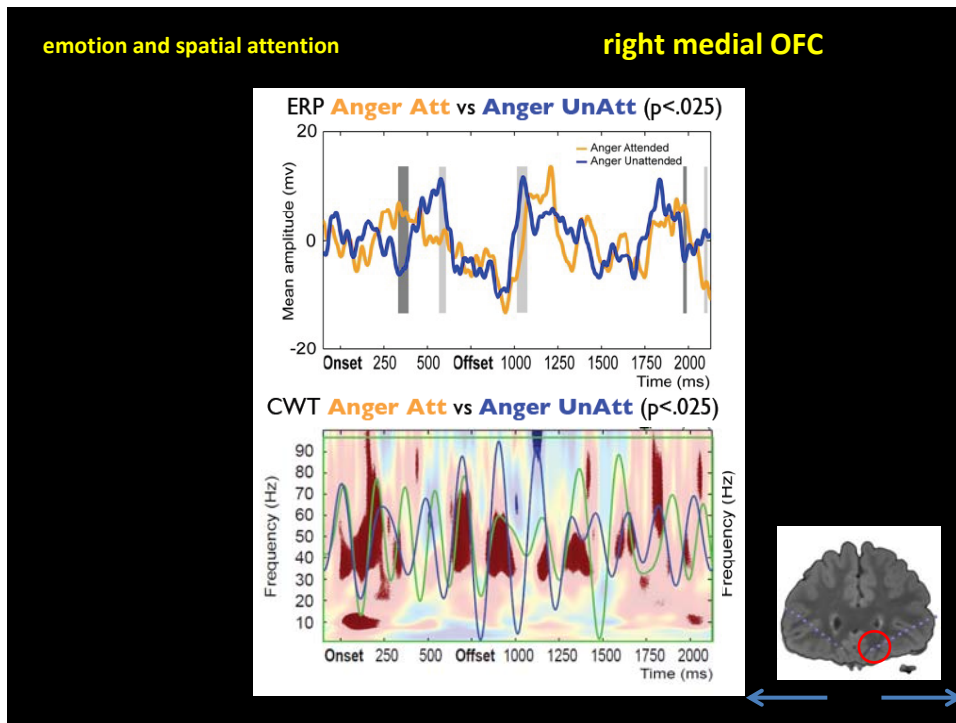 emotion and spatial attention
right medial OFC
ERP Anger Att vs Anger UnAtt (p<.025)
Mean amplitude (mv)
20
0
-20
Anger Attended
Anger Unattended
Onset 250 500 Offset 1000 1250 1500 1750 2000
Time (ms)
CWT Anger Att vs Anger UnAtt (p<.025)
Frequency (Hz)
90
80
70
60
50
40
30
20
10
Frequency (Hz)
Onset 250 500 Offset 1000 1250 1500 1750 2000
Time (ms)